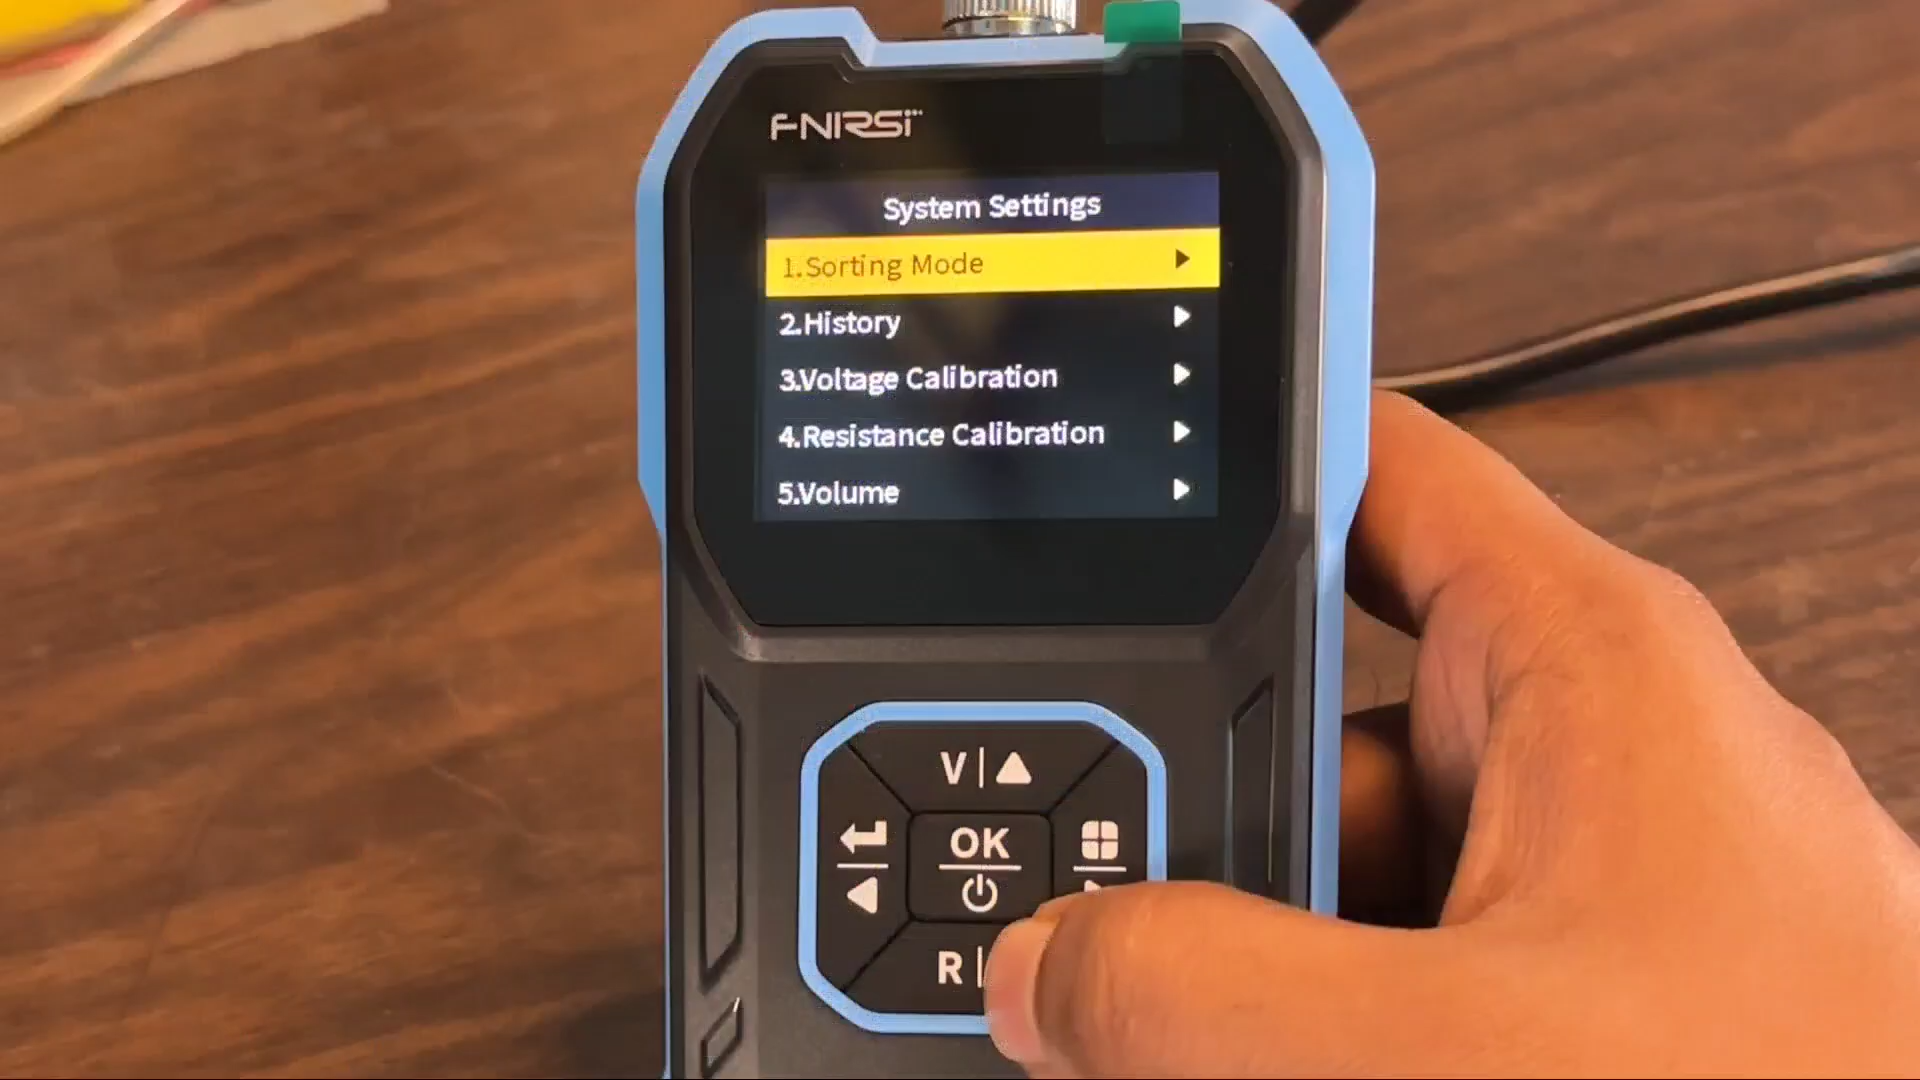 FNIRSI
System Settings
1.Sorting Mode
2.History
3.Voltage Calibration
4.Resistance Calibration
5.Volume
V
OK
R